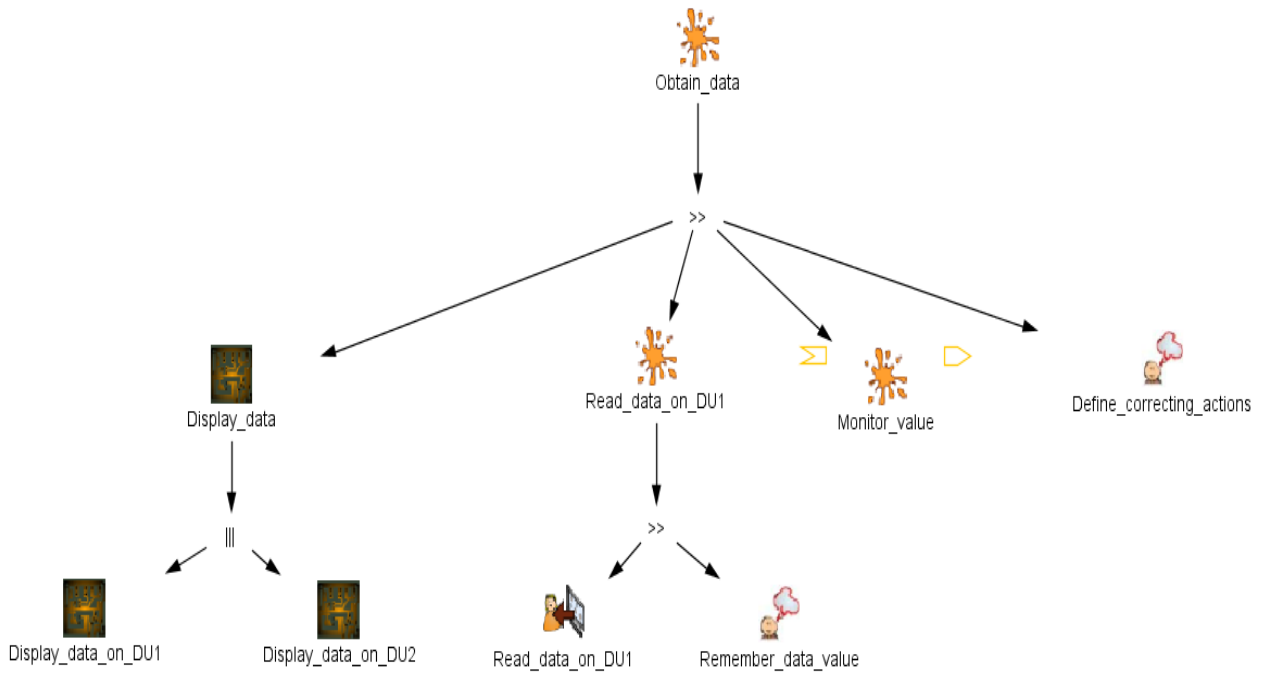 Obtain_data
>>
Display_data
Read_data_on_DU1
Monitor_value
Define_correcting_actions
|||
>>
Display_data_on_DU1
Display_data_on_DU2
Read_data_on_DU1
Remember_data_value